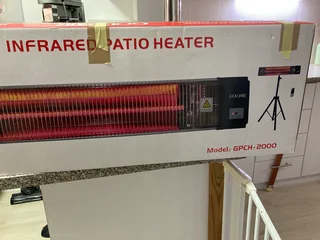 INFRARED PATIO HEATER
Model: GPCH-2000